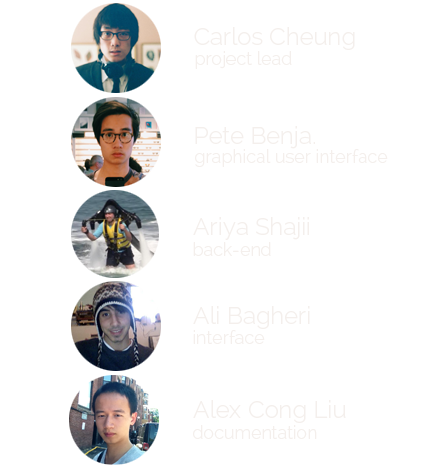 Carlos Cheung
project lead
Pete Benja.
graphical user interface
Ariya Shajii
back-end
Ali Bagheri
interface
Alex Cong Liu
documentation